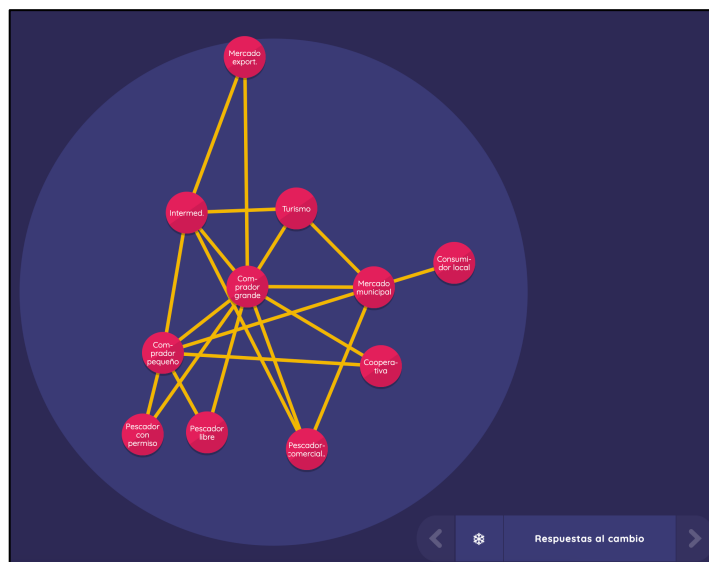 Mercado
export.
Intermed.
Turismo
Consumi-
dor local
Com-
prador
grande
Mercado
municipal
Com-
prador
pequeño
Coopera-
tiva
Pescador
con
permiso
Pescador
libre
Pescador-
comercial..
Respuestas al cambio